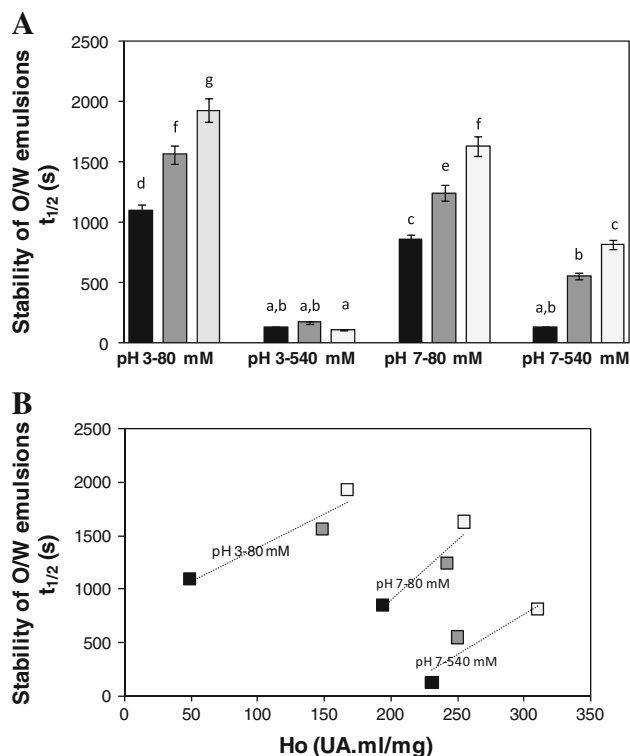 A
Stability of O/W emulsions
t1/2 (s)
2500
2000
1500
1000
500
0
d
f
g
a,b
a,b
a
c
e
f
a,b
b
c
pH 3-80 mM
pH 3-540 mM
pH 7-80 mM
pH 7-540 mM
B
Stability of O/W emulsions
t1/2 (s)
2500
2000
1500
1000
500
0
pH 3-80 mM
pH 7-80 mM
pH 7-540 mM
0
50
100
150
200
250
300
350
Ho (UA.ml/mg)